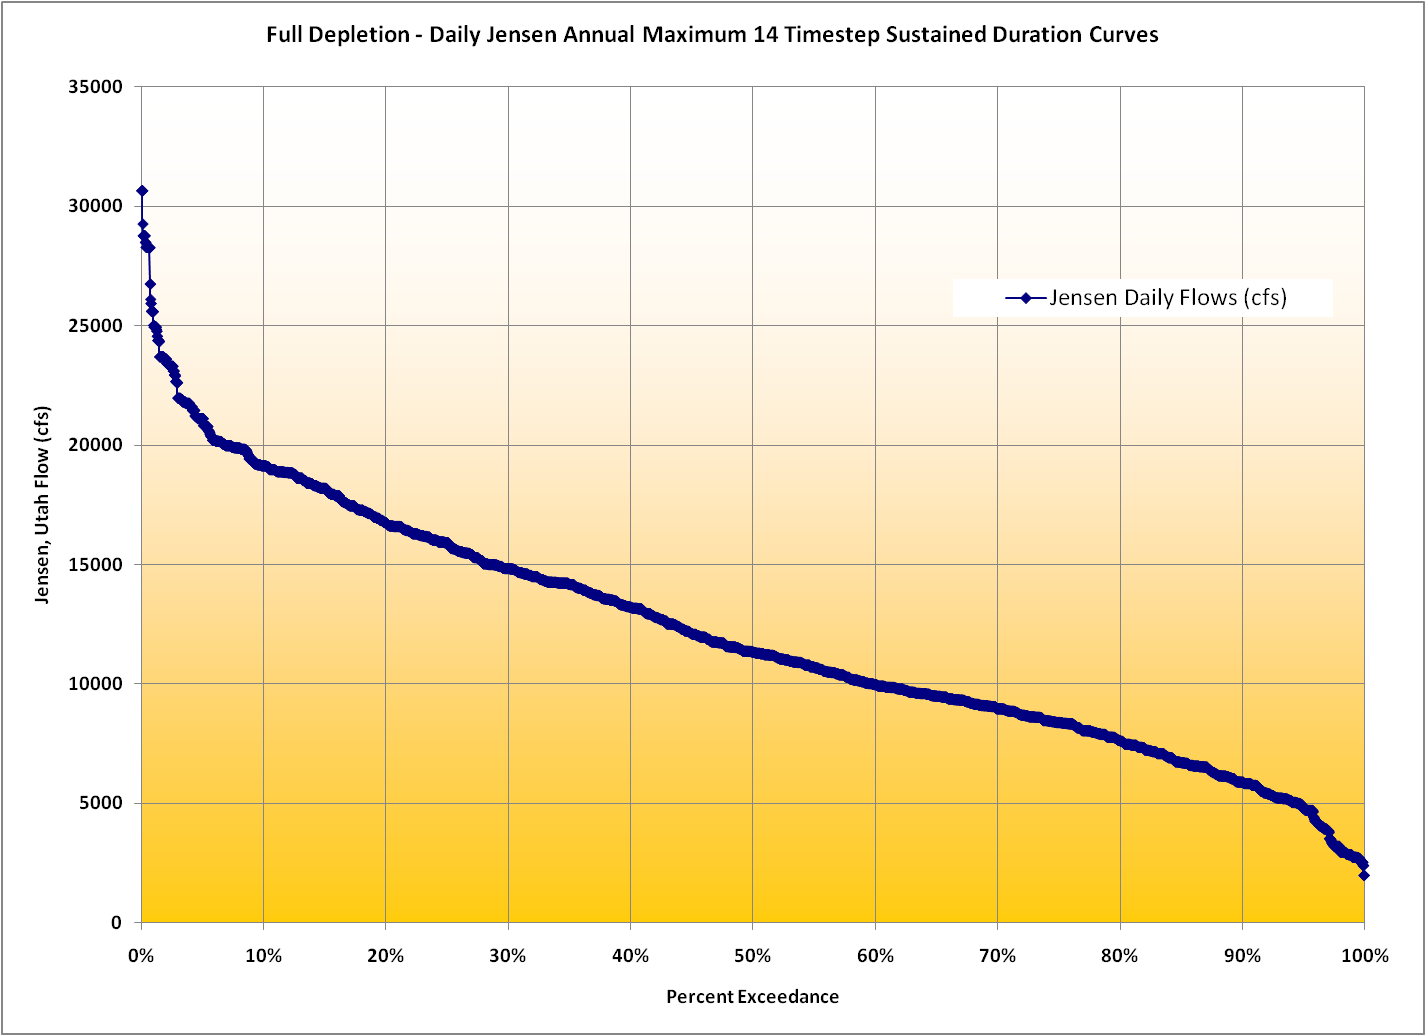 Full Depletion - Daily Jensen Annual Maximum 14 Timestep Sustained Duration Curves
35000
30000
25000
20000
15000
10000
5000
0
Jensen, Utah Flow (cfs)
Jensen Daily Flows (cfs)
0% 10% 20% 30% 40% 50% 60% 70% 80% 90% 100%
Percent Exceedance